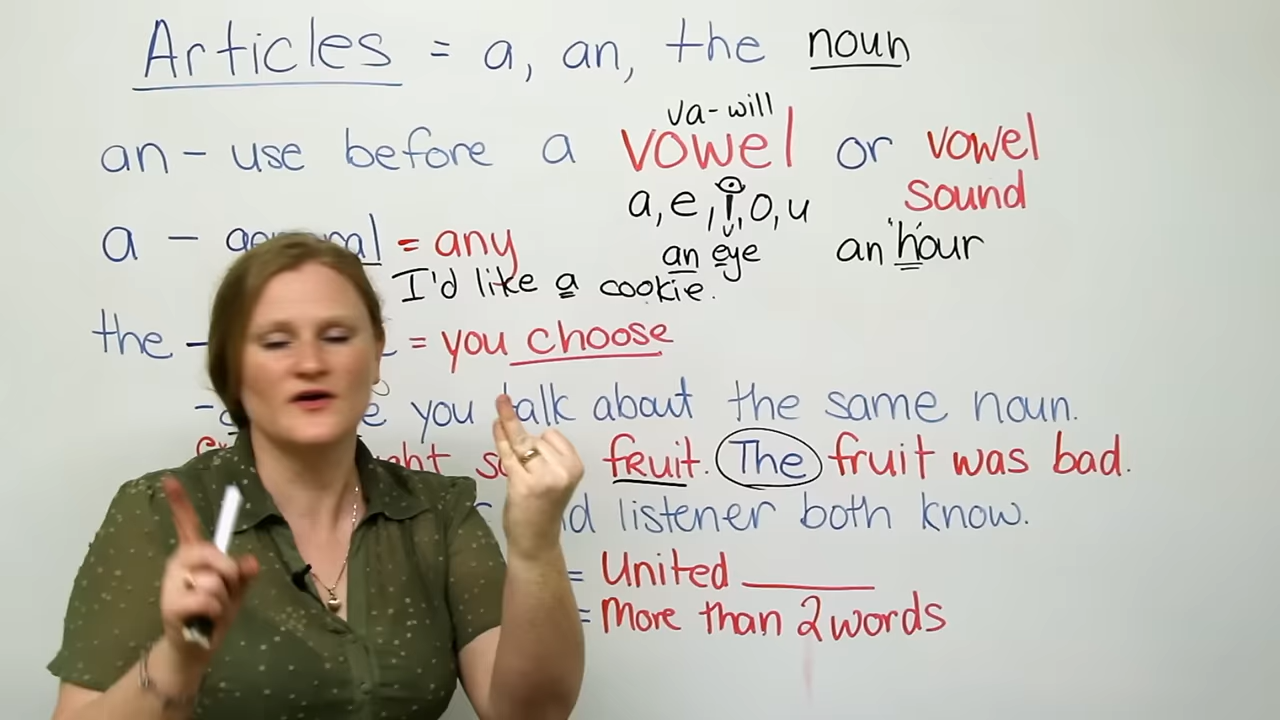 Articles = a, an, the noun
va-will
an - use before a vowel or vowel
a, e, i, o, u sound
a - = any an eye an hour
I'd like a cookie.
the - = you choose
- you talk about the same noun.
fruit. The fruit was bad.
listener both know.
= United ______
= More than 2 words